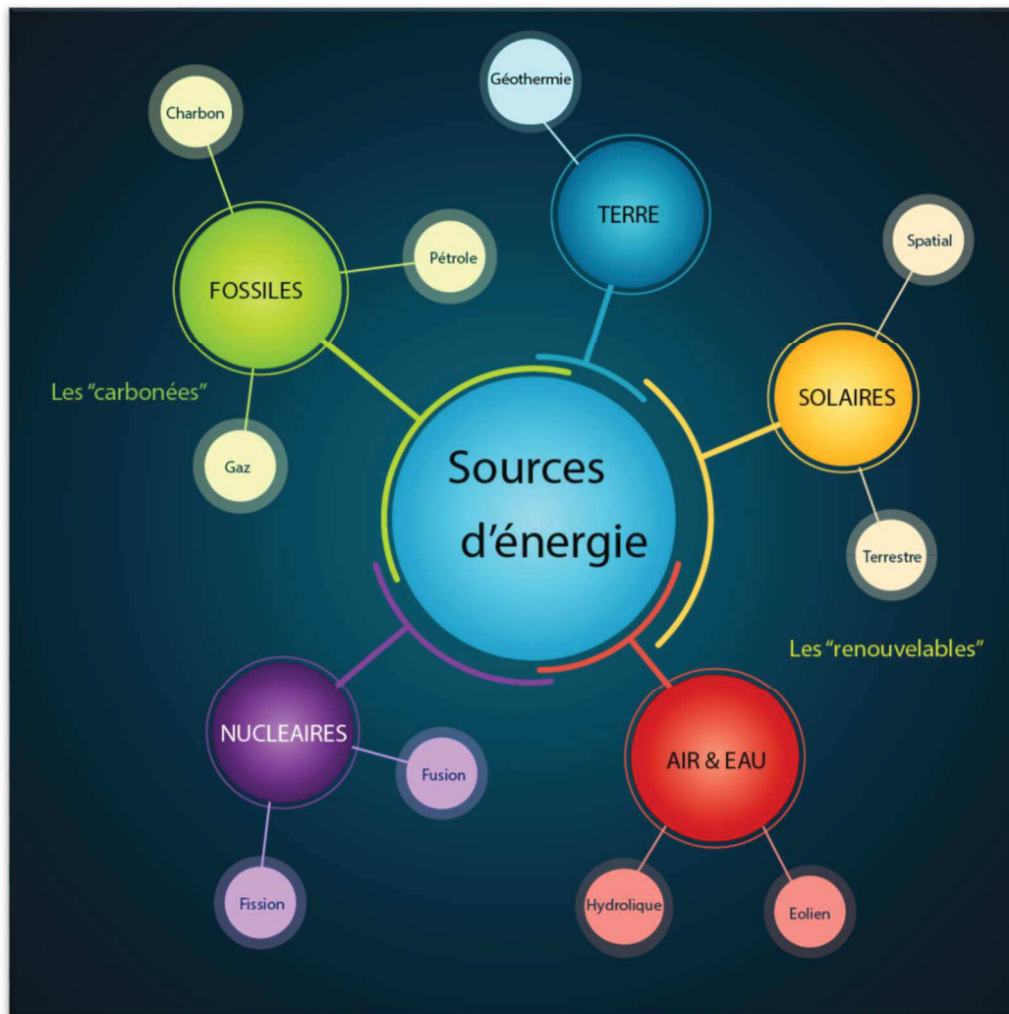 Géothermie
Charbon
TERRE
Spatial
Pétrole
FOSSILES
Les "carbonées"
SOLAIRES
Gaz
Sources
d'énergie
Terrestre
Les "renouvelables"
NUCLEAIRES
Fusion
AIR & EAU
Fission
Hydrolique
Eolien